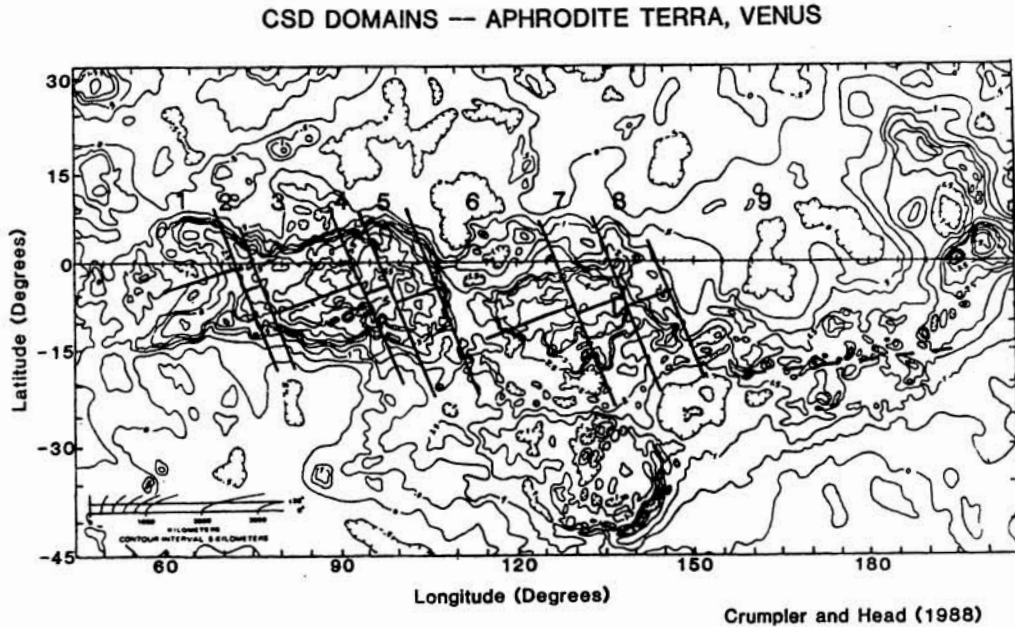 CSD DOMAINS -- APHRODITE TERRA, VENUS
30
15
0
-15
-30
-45
Latitude (Degrees)
1 2 3 4 5 6 7 8 9
KILOMETERS
CONTOUR INTERVAL .5 KILOMETERS
60 90 120 150 180
Longitude (Degrees)
Crumpler and Head (1988)